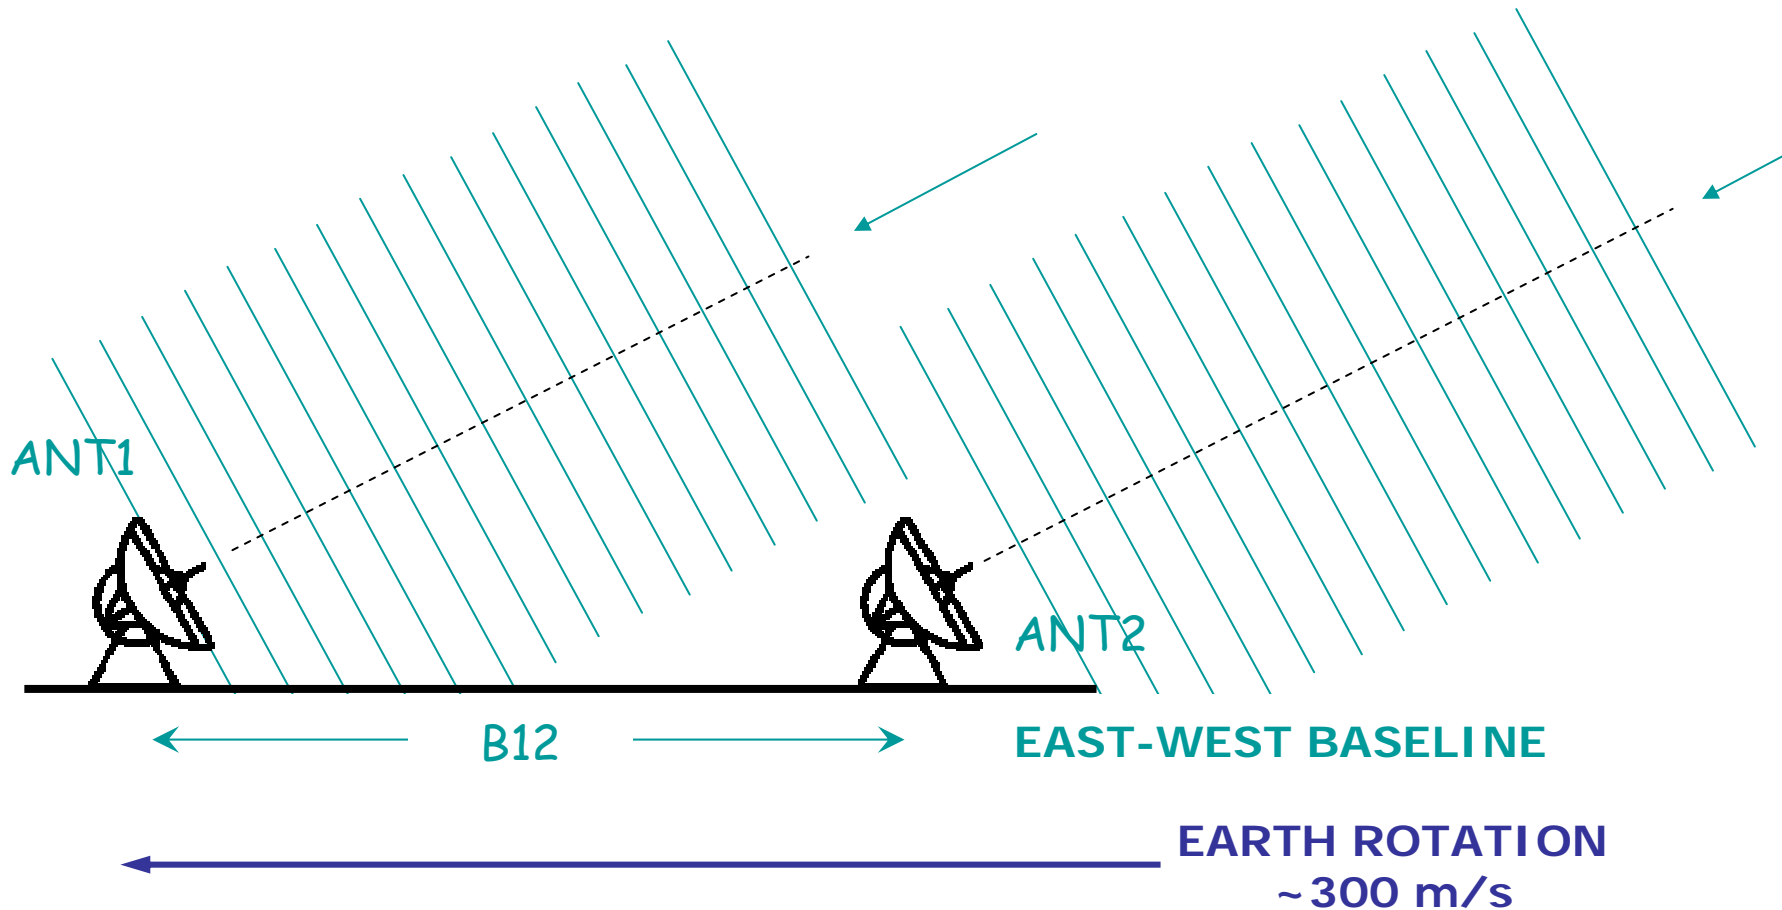 ANT1
ANT2
B12
EAST-WEST BASELINE
EARTH ROTATION
~300 m/s